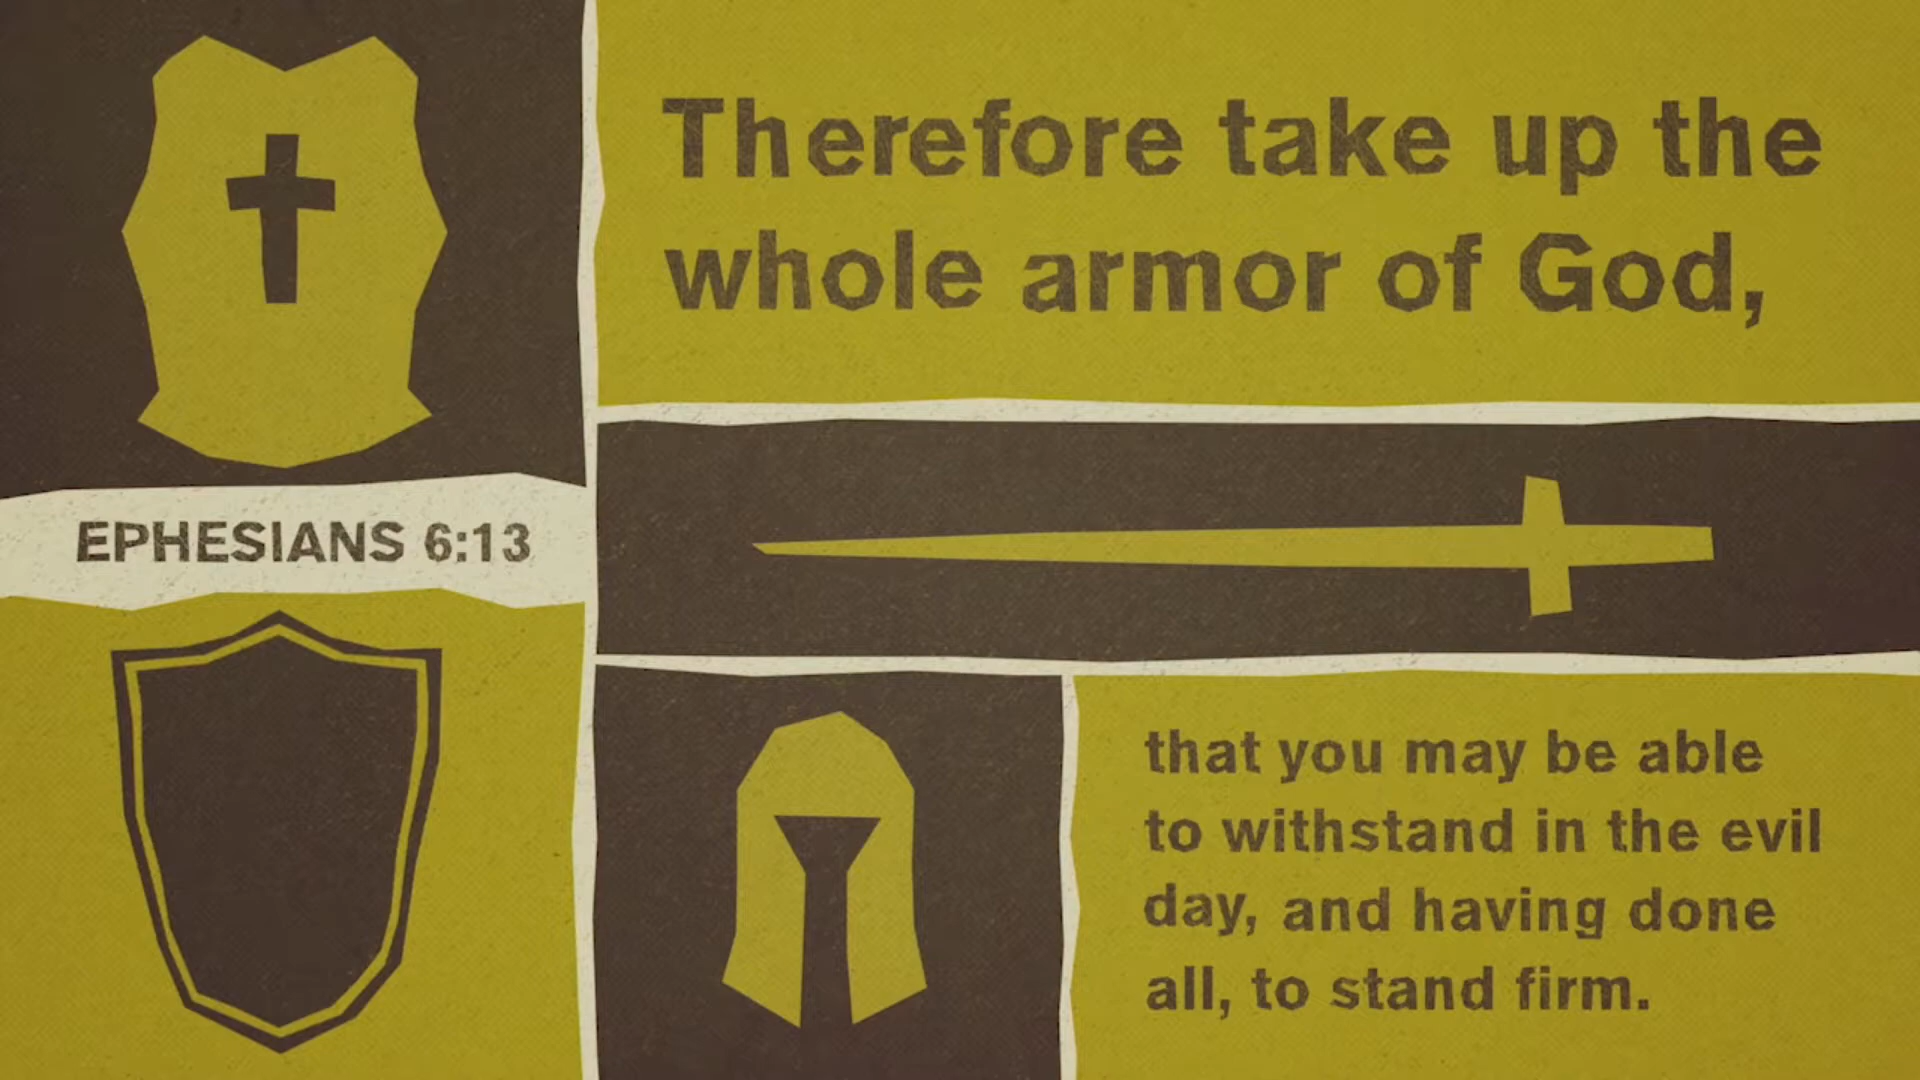 Therefore take up the
whole armor of God,
EPHESIANS 6:13
that you may be able
to withstand in the evil
day, and having done
all, to stand firm.